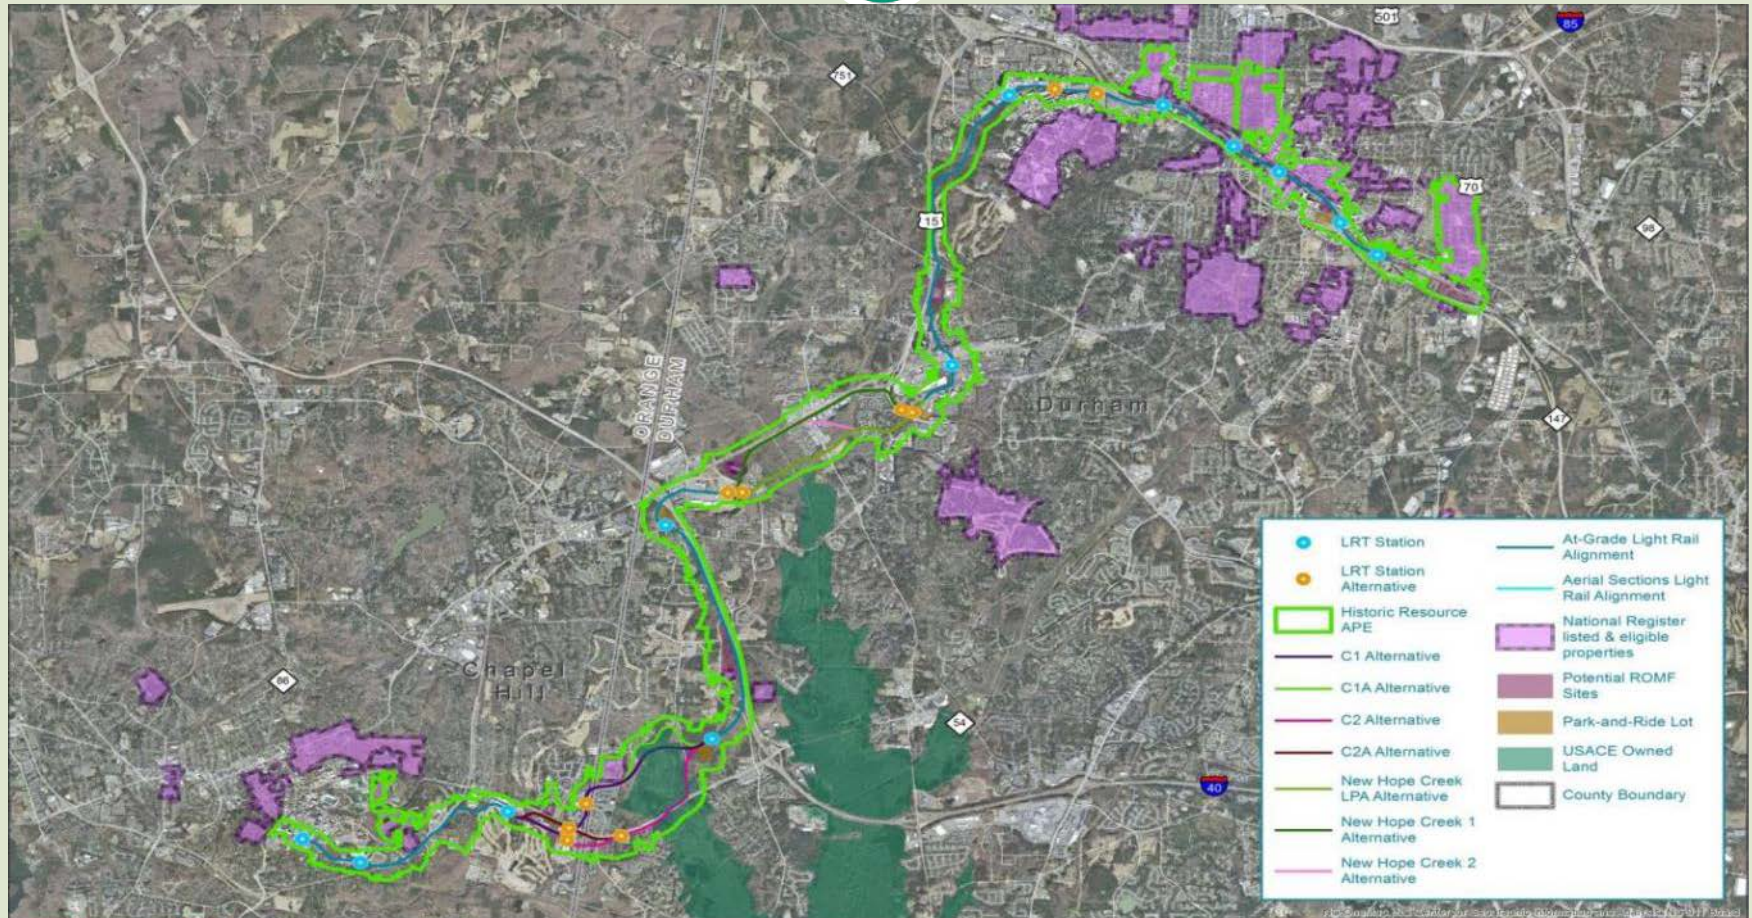 501
85
751
15
70
98
ORANGE
DURHAM
Durham
147
Chapel
Hill
86
54
40
LRT Station
LRT Station
Alternative
Historic Resource
APE
C1 Alternative
C1A Alternative
C2 Alternative
C2A Alternative
New Hope Creek
LPA Alternative
New Hope Creek 1
Alternative
New Hope Creek 2
Alternative
At-Grade Light Rail
Alignment
Aerial Sections Light
Rail Alignment
National Register
listed & eligible
properties
Potential ROMF
Sites
Park-and-Ride Lot
USACE Owned
Land
County Boundary